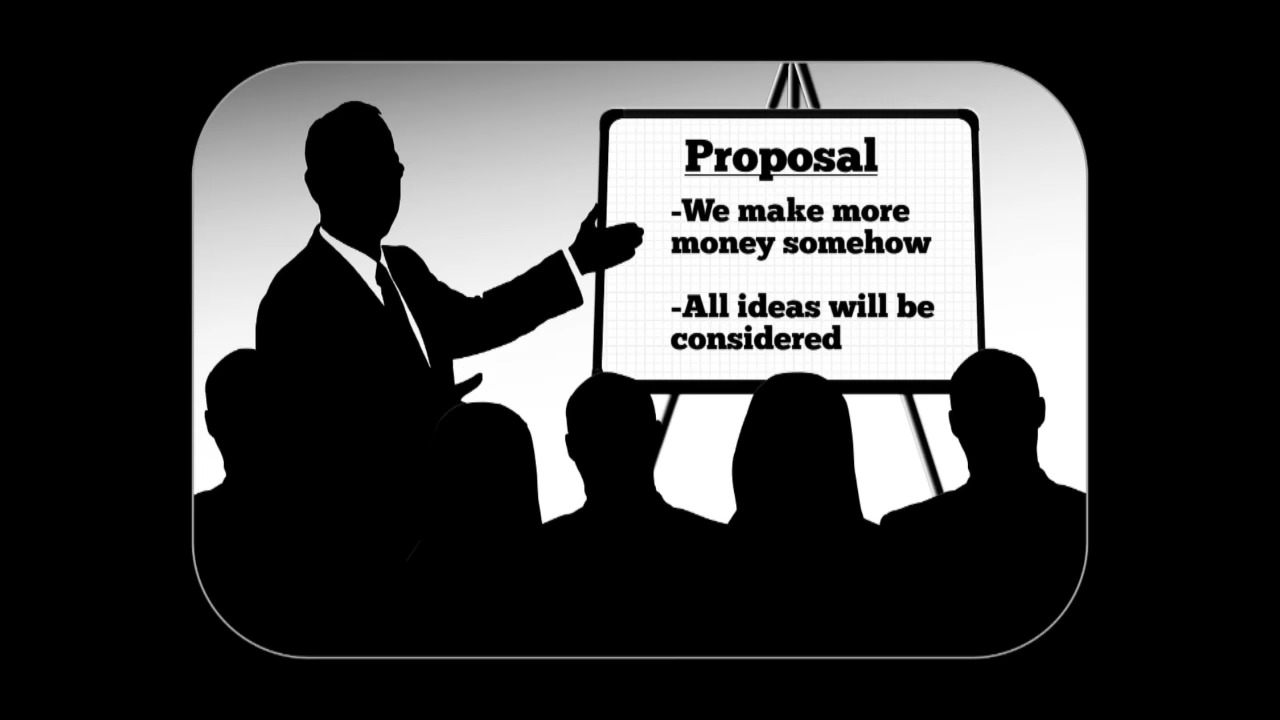 Proposal
-We make more
money somehow
-All ideas will be
considered